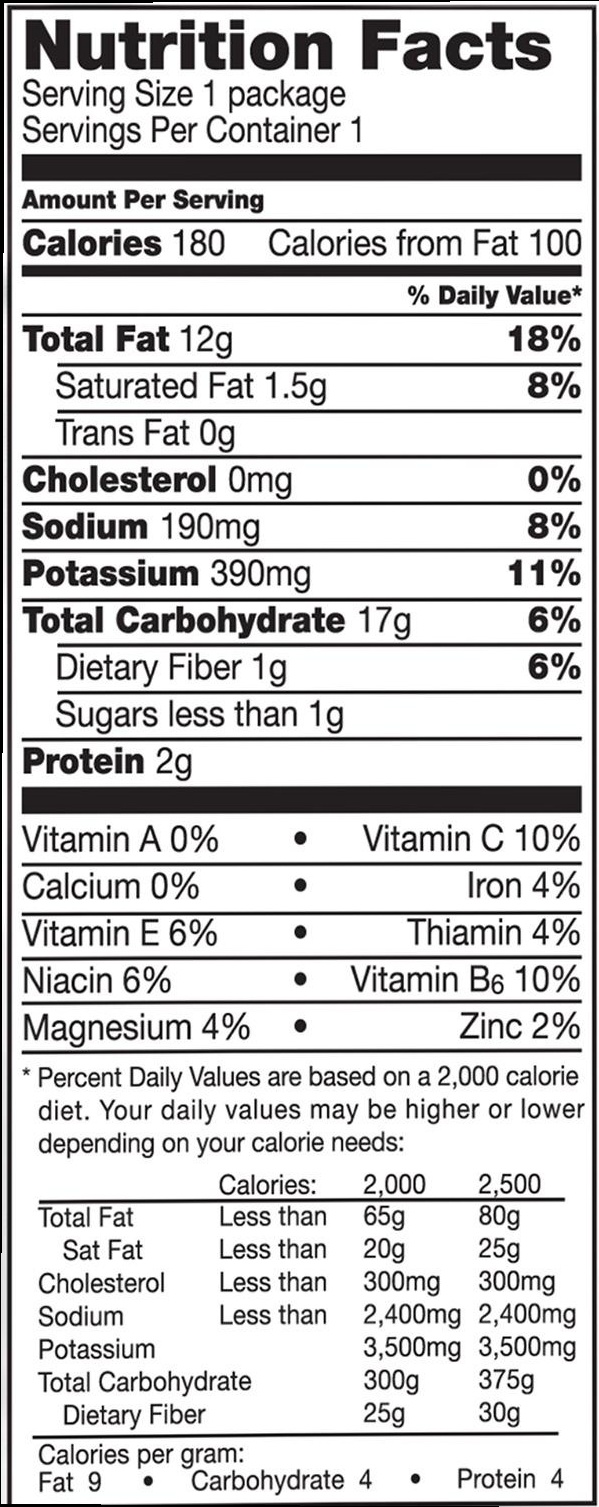 Nutrition Facts
Serving Size 1 package
Servings Per Container 1
Amount Per Serving
Calories 180 Calories from Fat 100
% Daily Value*
Total Fat 12g 18%
Saturated Fat 1.5g 8%
Trans Fat 0g
Cholesterol 0mg 0%
Sodium 190mg 8%
Potassium 390mg 11%
Total Carbohydrate 17g 6%
Dietary Fiber 1g 6%
Sugars less than 1g
Protein 2g
Vitamin A 0% • Vitamin C 10%
Calcium 0% • Iron 4%
Vitamin E 6% • Thiamin 4%
Niacin 6% • Vitamin B6 10%
Magnesium 4% • Zinc 2%
* Percent Daily Values are based on a 2,000 calorie
diet. Your daily values may be higher or lower
depending on your calorie needs:
Calories: 2,000 2,500
Total Fat Less than 65g 80g
Sat Fat Less than 20g 25g
Cholesterol Less than 300mg 300mg
Sodium Less than 2,400mg 2,400mg
Potassium 3,500mg 3,500mg
Total Carbohydrate 300g 375g
Dietary Fiber 25g 30g
Calories per gram:
Fat 9 • Carbohydrate 4 • Protein 4